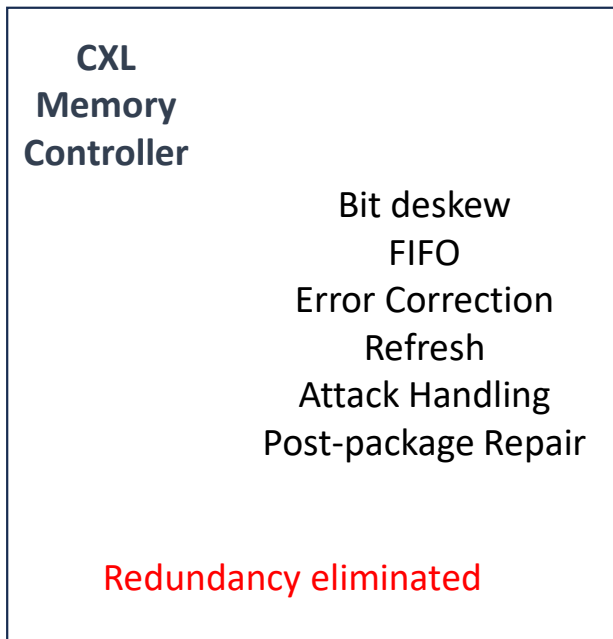 CXL
Memory
Controller
Bit deskew
FIFO
Error Correction
Refresh
Attack Handling
Post-package Repair
Redundancy eliminated